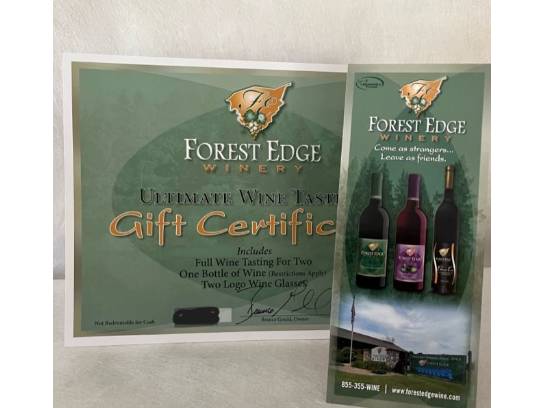 FOREST EDGE
WINERY
ULTIMATE WINE
Gift
Includes
Full Wine Tasting For Two
One Bottle of Wine (Restrictions Apply)
Two Logo Wine Glasses
Not Redeemable for Cash
Owner
FOREST EDGE
WINERY
Come as strangers...
Leave as friends.
855-355-WINE | www.forestedgewine.com